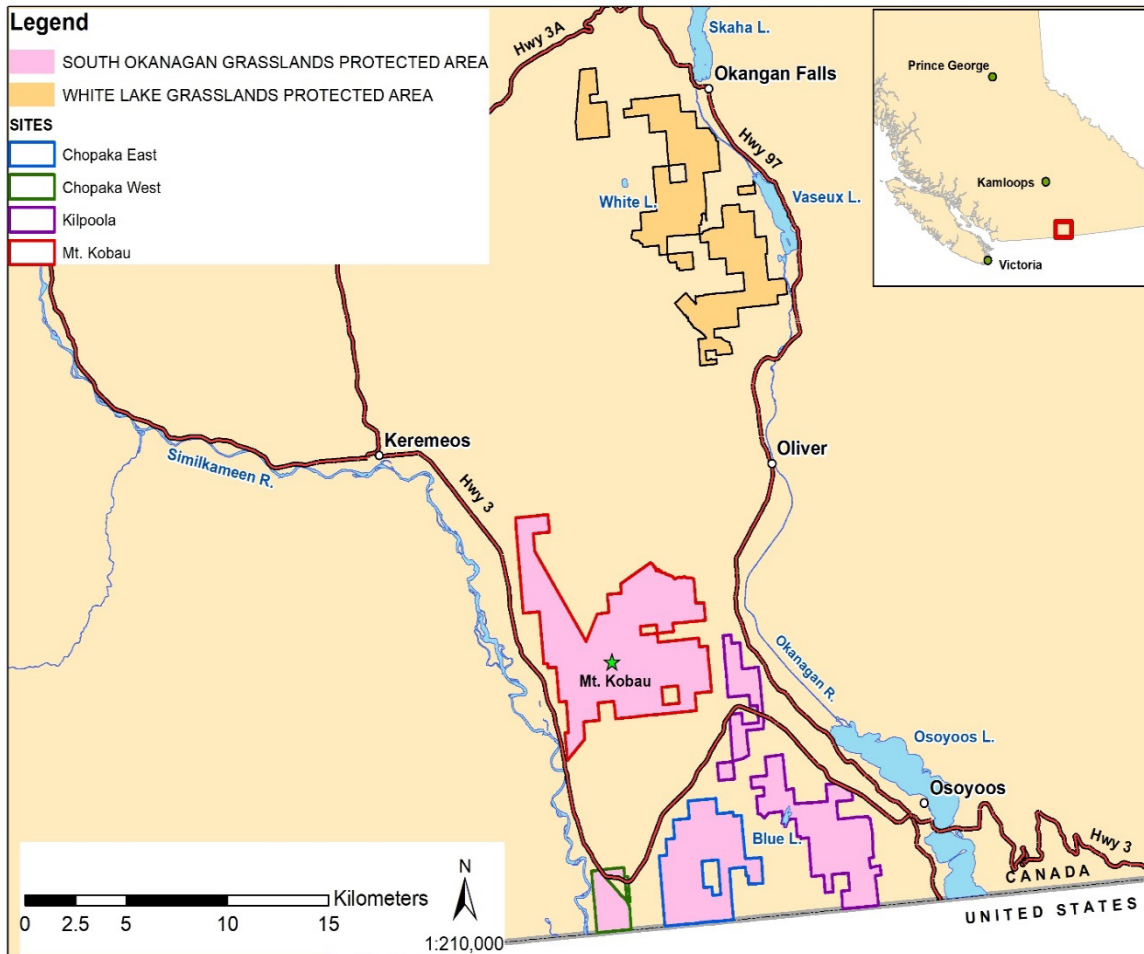 Legend
SOUTH OKANAGAN GRASSLANDS PROTECTED AREA
WHITE LAKE GRASSLANDS PROTECTED AREA
SITES
Chopaka East
Chopaka West
Kilpoola
Mt. Kobau
Hwy 3A
Skaha L.
Okangan Falls
Hwy 97
White L.
Vaseux L.
Prince George
Kamloops
Victoria
Keremeos
Similkameen R.
Hwy 3
Oliver
Mt. Kobau
Okanagan R.
Osoyoos L.
Osoyoos
Blue L.
Hwy 3
CANADA
UNITED STATES
Kilometers
0 2.5 5 10 15
N
1:210,000